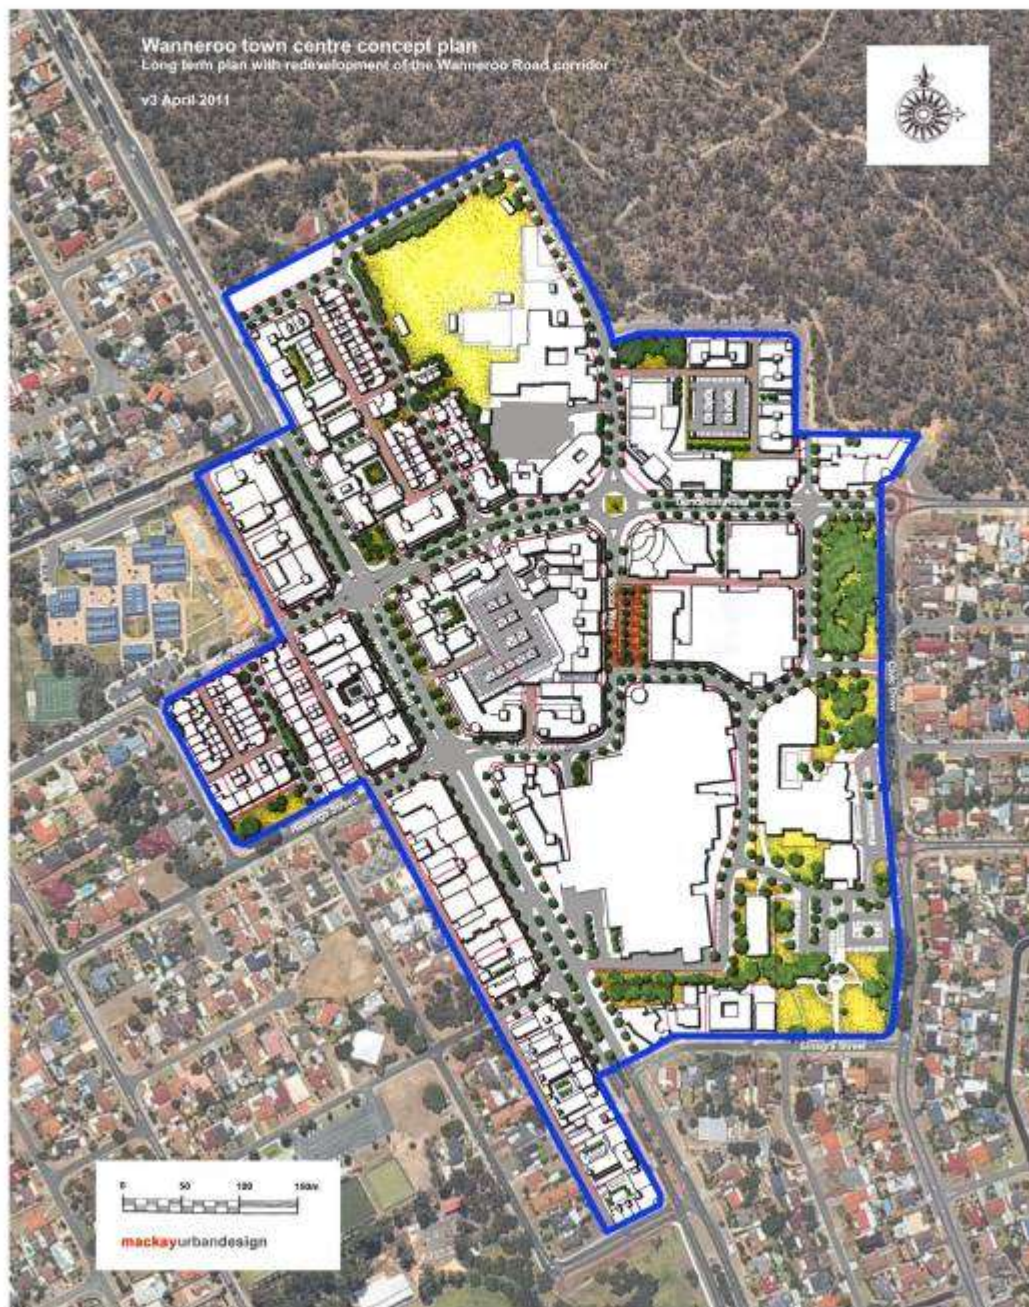 Wanneroo town centre concept plan
Long term plan with redevelopment of the Wanneroo Road corridor
v3 April 2011
0 50 100 150m
mackayurbandesign